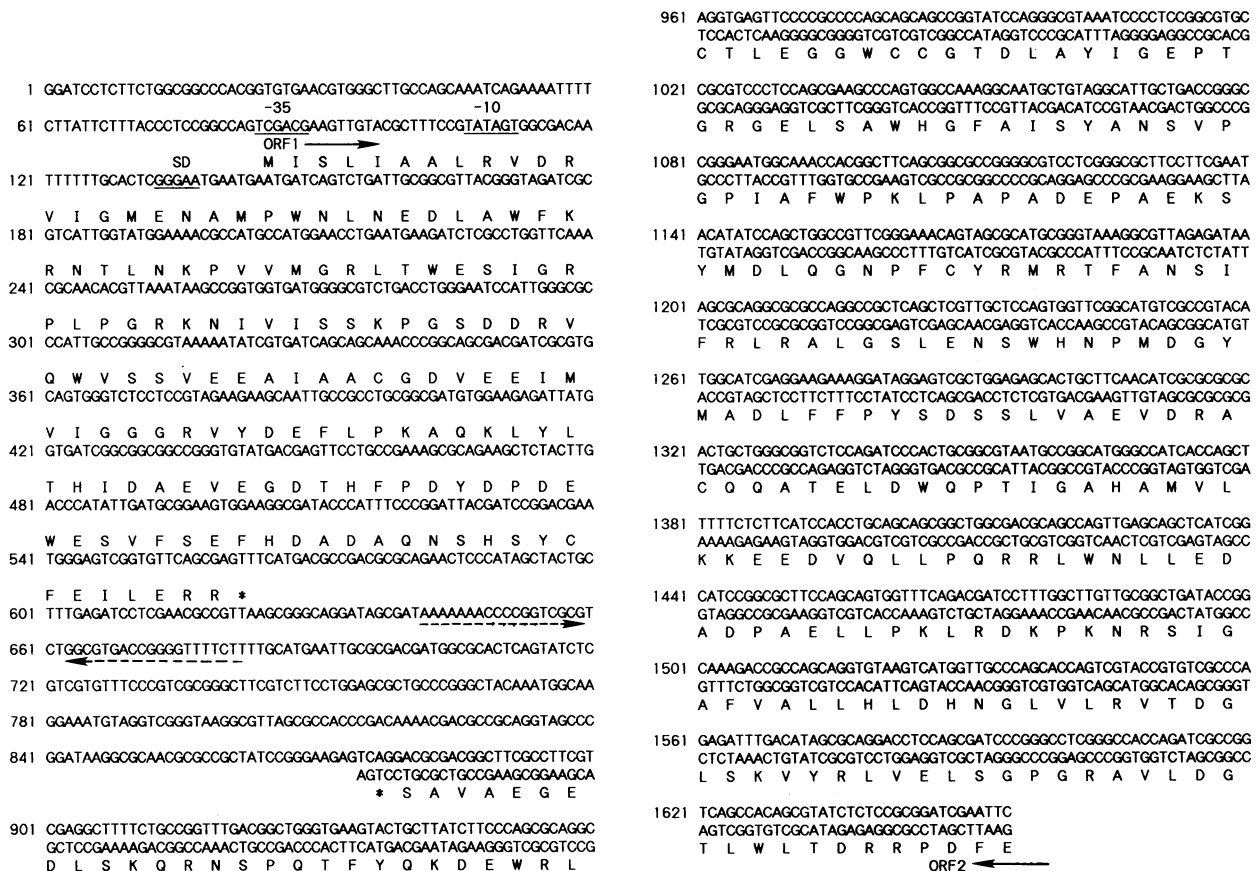 1 GGATCCTCTTCTGGCGGCCCACGGTGTGAACGTGGGCTTGCCAGCAAATCAGAAAATTTT
-35 -10
61 CTTATTCTTTACCCTCCGGCCAGTCGACGAAGTTGTACGCTTTCCGTATAGTGGCGACAA
ORF1
SD M I S L I A A L R V D R
121 TTTTTTGCACTCGGGAATGAATGAATGATCAGTCTGATTGCGGCGTTACGGGTAGATCGC
V I G M E N A M P W N L N E D L A W F K
181 GTCATTGGTATGGAAAACGCCATGCCATGGAACCTGAATGAAGATCTCGCCTGGTTCAAA
R N T L N K P V V M G R L T W E S I G R
241 CGCAACACGTTAAATAAGCCGGTGGTGATGGGGCGTCTGACCTGGGAATCCATTGGGCGC
P L P G R K N I V I S S K P G S D D R V
301 CCATTGCCGGGGCGTAAAAATATCGTGATCAGCAGCAAACCCGGCAGCGACGATCGCGTG
Q W V S S V E E A I A A C G D V E E I M
361 CAGTGGGTCTCCTCCGTAGAAGAAGCAATTGCCGCCTGCGGCGATGTGGAAGAGATTATG
V I G G G R V Y D E F L P K A Q K L Y L
421 GTGATCGGCGGCGGCCGGGTGTATGACGAGTTCCTGCCGAAAGCGCAGAAGCTCTACTTG
T H I D A E V E G D T H F P D Y D P D E
481 ACCCATATTGATGCGGAAGTGGAAGGCGATACCCATTTCCCGGATTACGATCCGGACGAA
W E S V F S E F H D A D A Q N S H S Y C
541 TGGGAGTCGGTGTTCAGCGAGTTTCATGACGCCGACGCGCAGAACTCCCATAGCTACTGC
F E I L E R R *
601 TTTGAGATCCTCGAACGCCGTTAAGCGGGCAGGATAGCGATAAAAAAACCCCGGTCGCGT
661 CTGGCGTGACCGGGGTTTTCTTTTGCATGAATTGCGCGACGATGGCGCACTCAGTATCTC
721 GTCGTGTTTCCCGTCGCGGGCTTCGTCTTCCTGGAGCGCTGCCCGGGCTACAAATGGCAA
781 GGAAATGTAGGTCGGGTAAGGCGTTAGCGCCACCCGACAAAACGACGCCGCAGGTAGCCC
841 GGATAAGGCGCAACGCGCCGCTATCCGGGAAGAGTCAGGACGCGACGGCTTCGCCTTCGT
AGTCCTGCGCTGCCGAAGCGGAAGCA
* S A V A E G E
901 CGAGGCTTTTCTGCCGGTTTGACGGCTGGGTGAAGTACTGCTTATCTTCCCAGCGCAGGC
GCTCCGAAAAGACGGCCAAACTGCCGACCCACTTCATGACGAATAGAAGGGTCGCGTCCG
D L S K Q R N S P Q T F Y Q K D E W R L
961 AGGTGAGTTCCCCGCCCCAGCAGCAGCCGGTATCCAGGGCGTAAATCCCCTCCGGCGTGC
TCCACTCAAGGGGCGGGGTCGTCGTCGGCCATAGGTCCCGCATTTAGGGGAGGCCGCACG
C T L E G G W C C G T D L A Y I G E P T
1021 CGCGTCCCTCCAGCGAAGCCCAGTGGCCAAAGGCAATGCTGTAGGCATTGCTGACCGGGC
GCGCAGGGAGGTCGCTTCGGGTCACCGGTTTCCGTTACGACATCCGTAACGACTGGCCCG
G R G E L S A W H G F A I S Y A N S V P
1081 CGGGAATGGCAAACCACGGCTTCAGCGGCGCCGGGGCGTCCTCGGGCGCTTCCTTCGAAT
GCCCTTACCGTTTGGTGCCGAAGTCGCCGCGGCCCCGCAGGAGCCCGCGAAGGAAGCTTA
G P I A F W P K L P A P A D E P A E K S
1141 ACATATCCAGCTGGCCGTTCGGGAAACAGTAGCGCATGCGGGTAAAGGCGTTAGAGATAA
TGTATAGGTCGACCGGCAAGCCCTTTGTCATCGCGTACGCCCATTTCCGCAATCTCTATT
Y M D L Q G N P F C Y R M R T F A N S I
1201 AGCGCAGGCGCGCCAGGCCGCTCAGCTCGTTGCTCCAGTGGTTCGGCATGTCGCCGTACA
TCGCGTCCGCGCGGTCCGGCGAGTCGAGCAACGAGGTCACCAAGCCGTACAGCGGCATGT
F R L R A L G S L E N S W H N P M D G Y
1261 TGGCATCGAGGAAGAAAGGATAGGAGTCGCTGGAGAGCACTGCTTCAACATCGCGCGCGC
ACCGTAGCTCCTTCTTTCCTATCCTCAGCGACCTCTCGTGACGAAGTTGTAGCGCGCGCG
M A D L F F P Y S D S S L V A E V D R A
1321 ACTGCTGGGCGGTCTCCAGATCCCACTGCGGCGTAATGCCGGCATGGGCCATCACCAGCT
TGACGACCCGCCAGAGGTCTAGGGTGACGCCGCATTACGGCCGTACCCGGTAGTGGTCGA
C Q Q A T E L D W Q P T I G A H A M V L
1381 TTTTCTCTTCATCCACCTGCAGCAGCGGCTGGCGACGCAGCCAGTTGAGCAGCTCATCGG
AAAAGAGAAGTAGGTGGACGTCGTCGCCGACCGCTGCGTCGGTCAACTCGTCGAGTAGCC
K K E E D V Q L L P Q R R L W N L L E D
1441 CATCCGGCGCTTCCAGCAGTGGTTTCAGACGATCCTTTGGCTTGTTGCGGCTGATACCGG
GTAGGCCGCGAAGGTCGTCACCAAAGTCTGCTAGGAAACCGAACAACGCCGACTATGGCC
A D P A E L L P K L R D K P K N R S I G
1501 CAAAGACCGCCAGCAGGTGTAAGTCATGGTTGCCCAGCACCAGTCGTACCGTGTCGCCCA
GTTTCTGGCGGTCGTCCACATTCAGTACCAACGGGTCGTGGTCAGCATGGCACAGCGGGT
A F V A L L H L D H N G L V L R V T D G
1561 GAGATTTGACATAGCGCAGGACCTCCAGCGATCCCGGGCCTCGGGCCACCAGATCGCCGG
CTCTAAACTGTATCGCGTCCTGGAGGTCGCTAGGGCCCGGAGCCCGGTGGTCTAGCGGCC
L S K V Y R L V E L S G P G R A V L D G
1621 TCAGCCACAGCGTATCTCTCCGCGGATCGAATTC
AGTCGGTGTCGCATAGAGAGGCGCCTAGCTTAAG
T L W L T D R R P D F E
ORF2